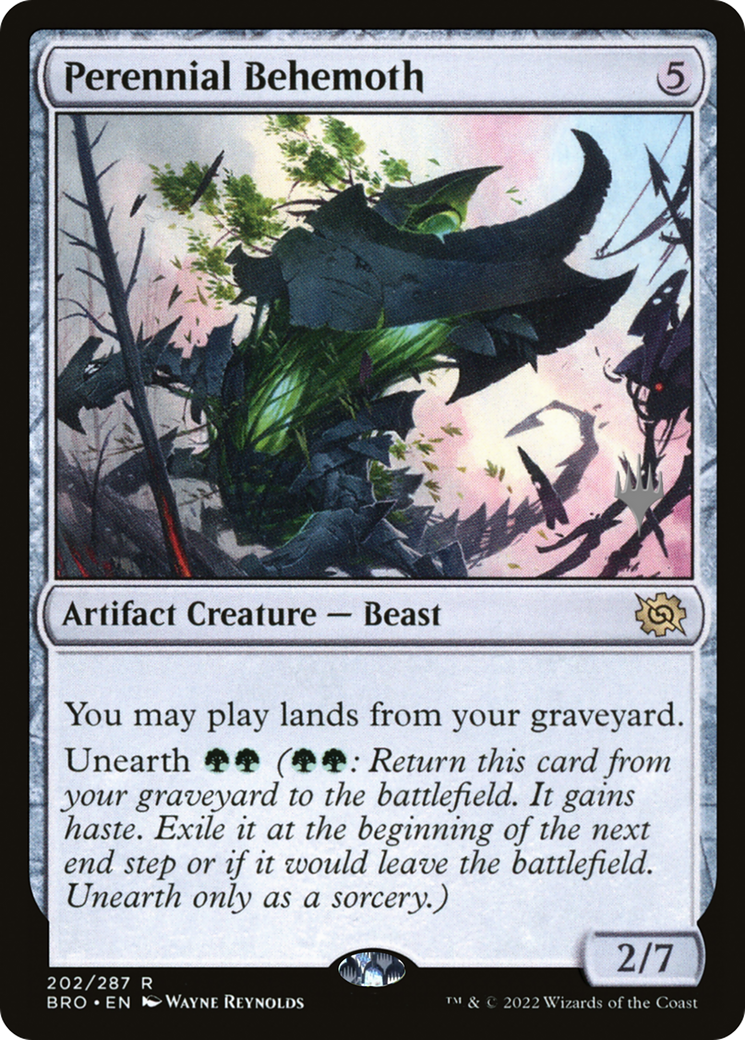 Perennial Behemoth 5
Artifact Creature — Beast
You may play lands from your graveyard.
Unearth (: Return this card from
your graveyard to the battlefield. It gains
haste. Exile it at the beginning of the next
end step or if it would leave the battlefield.
Unearth only as a sorcery.)
2/7
202/287 R
BRO • EN Wayne Reynolds
™ & © 2022 Wizards of the Coast